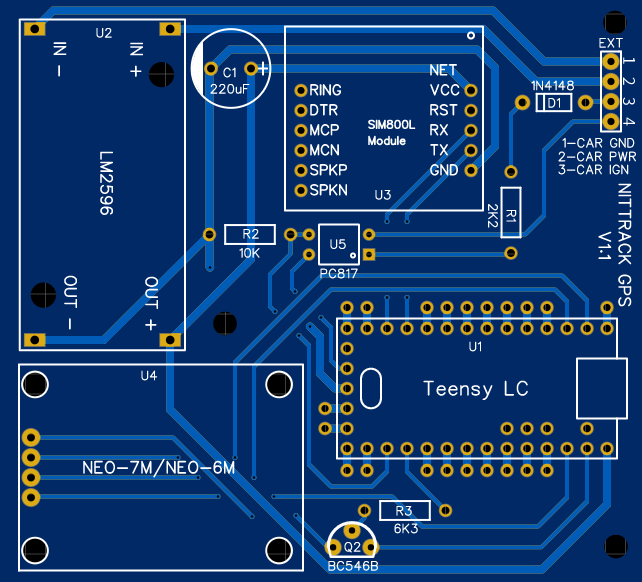 U2
IN -
IN +
LM2596
OUT -
OUT +
C1
+
220uF
NET
RING
VCC
DTR
RST
MCP
SIM800L
Module
RX
MCN
TX
SPKP
GND
SPKN
U3
EXT
1
2
3
4
1N4148
D1
1-CAR GND
2-CAR PWR
3-CAR IGN
R1
2K2
NITTRACK GPS
V1.1
R2
10K
U5
PC817
U1
Teensy LC
U4
NEO-7M/NEO-6M
R3
6K3
Q2
BC546B